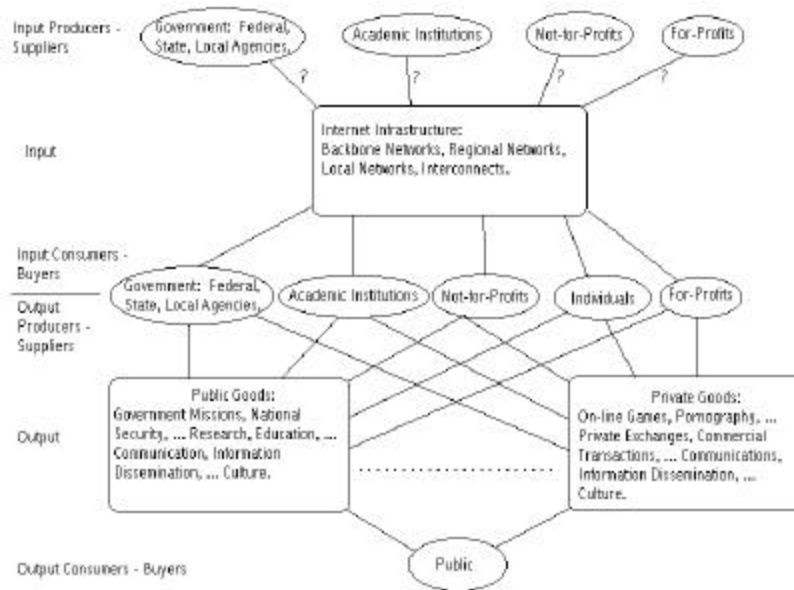 Input Producers -
Suppliers
Government: Federal,
State, Local Agencies,
Academic Institutions
Not-for-Profits
For-Profits
?
?
?
?
Input
Internet Infrastructure:
Backbone Networks, Regional Networks,
Local Networks, Interconnects.
Input Consumers -
Buyers
Output
Producers -
Suppliers
Government: Federal,
State, Local Agencies,
Academic Institutions
Not-for-Profits
Individuals
For-Profits
Output
Public Goods:
Government Missions, National
Security, ... Research, Education, ...
Communication, Information
Dissemination, ... Culture.
Private Goods:
On-line Games, Pornography, ...
Private Exchanges, Commercial
Transactions, ... Communications,
Information Dissemination, ...
Culture.
Output Consumers - Buyers
Public